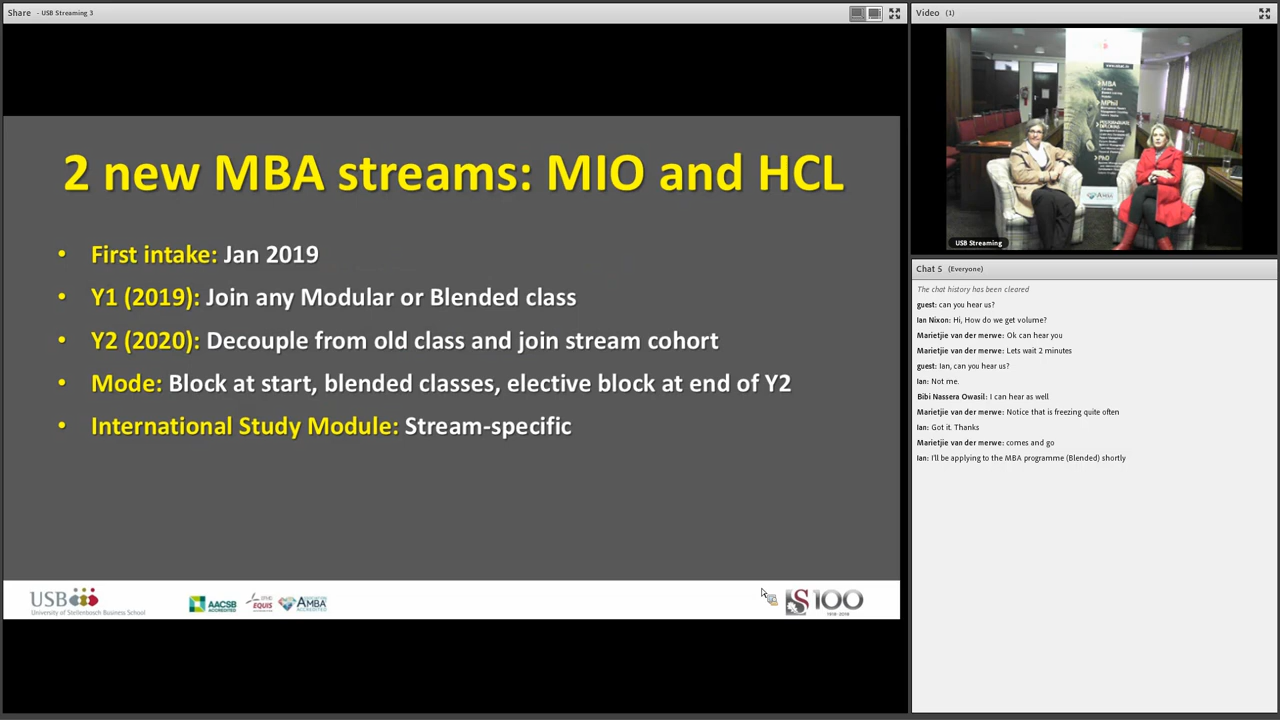 Share - USB Streaming 3
2 new MBA streams: MIO and HCL
• First intake: Jan 2019
• Y1 (2019): Join any Modular or Blended class
• Y2 (2020): Decouple from old class and join stream cohort
• Mode: Block at start, blended classes, elective block at end of Y2
• International Study Module: Stream-specific
USB
University of Stellenbosch Business School
AACSB
ACCREDITED
EQUIS
AMBA
ACCREDITED
S100
1918·2018
Video (1)
MBA
MPhil
USB Streaming
Chat 5 (Everyone)
The chat history has been cleared
guest: can you hear us?
Ian Nixon: Hi, How do we get volume?
Marietjie van der merwe: Ok can hear you
Marietjie van der merwe: Lets wait 2 minutes
guest: Ian, can you hear us?
Ian: Not me.
Bibi Nassera Owasil: I can hear as well
Marietjie van der merwe: Notice that is freezing quite often
Ian: Got it. Thanks
Marietjie van der merwe: comes and go
Ian: I'll be applying to the MBA programme (Blended) shortly